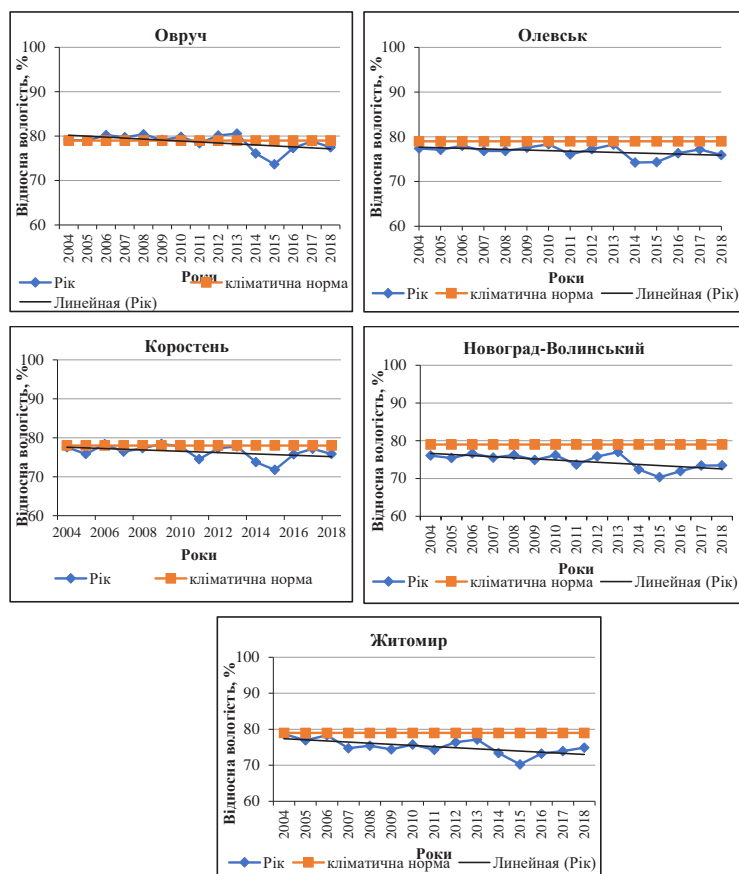 Овруч
Відносна вологість, %
100
90
80
70
60
2004
2005
2006
2007
2008
2009
2010
2011
2012
2013
2014
2015
2016
2017
2018
Роки
Рік
кліматична норма
Линейная (Рік)
Олевськ
Відносна вологість, %
100
90
80
70
60
2004
2005
2006
2007
2008
2009
2010
2011
2012
2013
2014
2015
2016
2017
2018
Роки
Рік
кліматична норма
Линейная (Рік)
Коростень
Відносна вологість, %
100
90
80
70
60
2004 2006 2008 2010 2012 2014 2016 2018
Роки
Рік
кліматична норма
Новоград-Волинський
Відносна вологість, %
100
90
80
70
60
2004
2005
2006
2007
2008
2009
2010
2011
2012
2013
2014
2015
2016
2017
2018
Роки
Рік
кліматична норма
Линейная (Рік)
Житомир
Відносна вологість, %
100
90
80
70
60
2004
2005
2006
2007
2008
2009
2010
2011
2012
2013
2014
2015
2016
2017
2018
Роки
Рік
кліматична норма
Линейная (Рік)